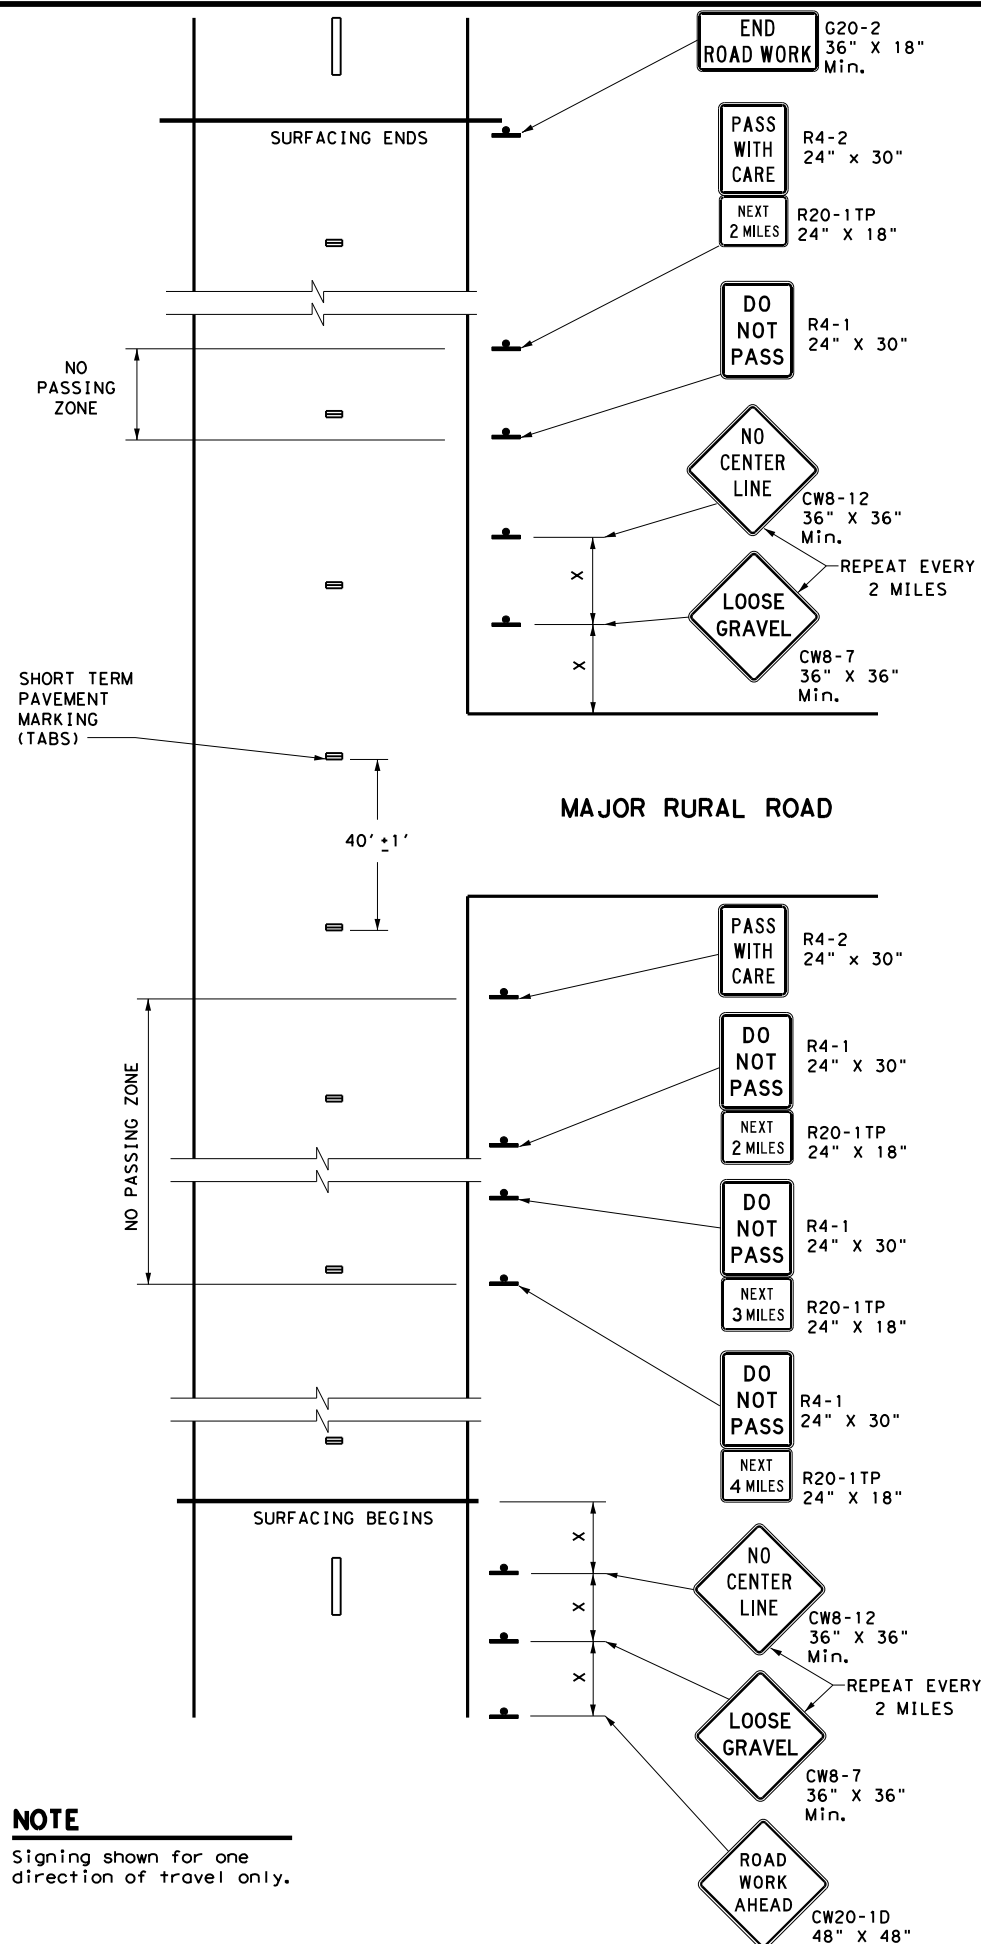 END
ROAD WORK
G20-2
36" X 18"
Min.
SURFACING ENDS
PASS
WITH
CARE
R4-2
24" x 30"
NEXT
2 MILES
R20-1TP
24" X 18"
DO
NOT
PASS
R4-1
24" X 30"
NO
PASSING
ZONE
NO
CENTER
LINE
CW8-12
36" X 36"
Min.
X
REPEAT EVERY
2 MILES
LOOSE
GRAVEL
CW8-7
36" X 36"
Min.
X
SHORT TERM
PAVEMENT
MARKING
(TABS)
MAJOR RURAL ROAD
40' ±1'
PASS
WITH
CARE
R4-2
24" x 30"
DO
NOT
PASS
R4-1
24" X 30"
NEXT
2 MILES
R20-1TP
24" X 18"
NO PASSING ZONE
DO
NOT
PASS
R4-1
24" X 30"
NEXT
3 MILES
R20-1TP
24" X 18"
DO
NOT
PASS
R4-1
24" X 30"
NEXT
4 MILES
R20-1TP
24" X 18"
SURFACING BEGINS
X
NO
CENTER
LINE
CW8-12
36" X 36"
Min.
X
REPEAT EVERY
2 MILES
X
LOOSE
GRAVEL
CW8-7
36" X 36"
Min.
NOTE
Signing shown for one
direction of travel only.
ROAD
WORK
AHEAD
CW20-1D
48" X 48"